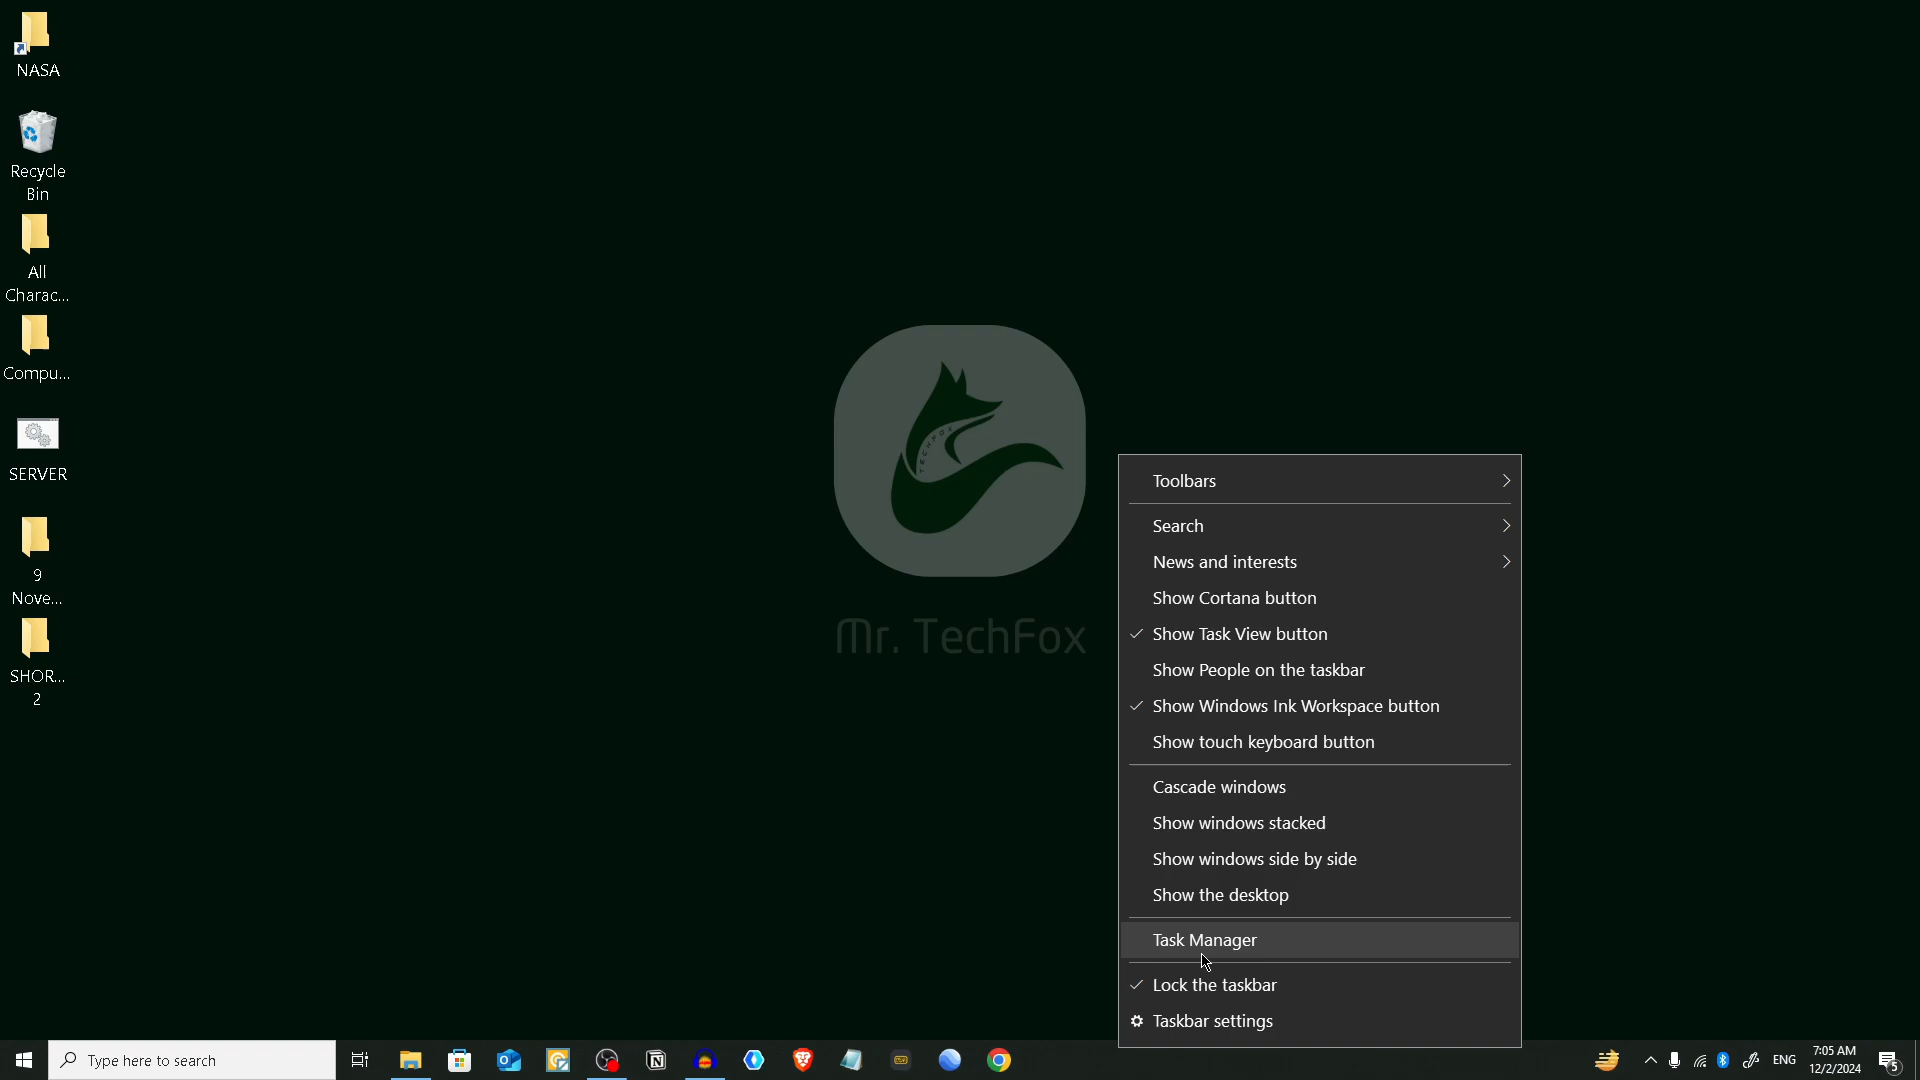 NASA
Recycle
Bin
All
Charac...
Compu...
SERVER
9
Nove...
SHOR...
2
TECHFOX
Mr. TechFox
Toolbars
Search
News and interests
Show Cortana button
Show Task View button
Show People on the taskbar
Show Windows Ink Workspace button
Show touch keyboard button
Cascade windows
Show windows stacked
Show windows side by side
Show the desktop
Task Manager
Lock the taskbar
Taskbar settings
Type here to search
ENG
7:05 AM
12/2/2024
5